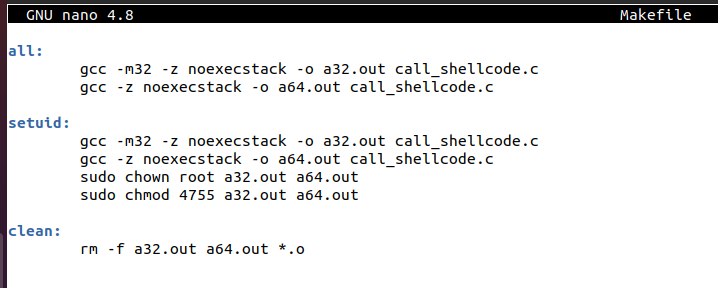 GNU nano 4.8 Makefile
all:
gcc -m32 -z noexecstack -o a32.out call_shellcode.c
gcc -z noexecstack -o a64.out call_shellcode.c
setuid:
gcc -m32 -z noexecstack -o a32.out call_shellcode.c
gcc -z noexecstack -o a64.out call_shellcode.c
sudo chown root a32.out a64.out
sudo chmod 4755 a32.out a64.out
clean:
rm -f a32.out a64.out *.o